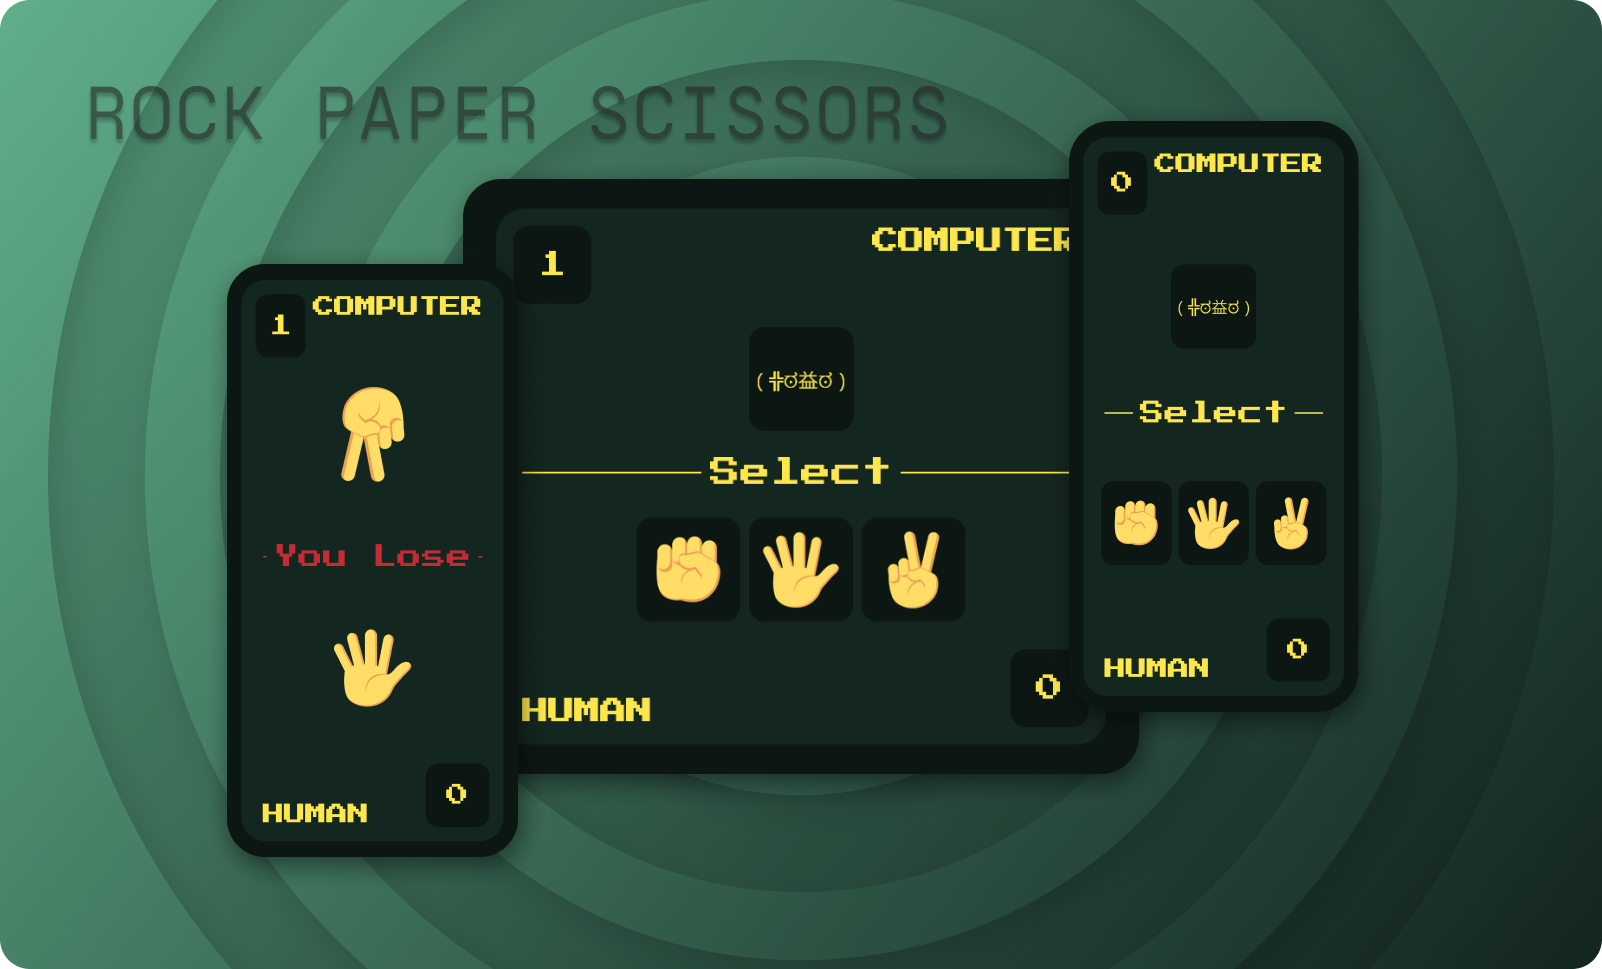 ROCK PAPER SCISSORS
1
COMPUTER
You Lose
HUMAN
0
1
COMPUTER
(╬ಠ益ಠ)
Select
HUMAN
0
0
COMPUTER
(╬ಠ益ಠ)
Select
HUMAN
0